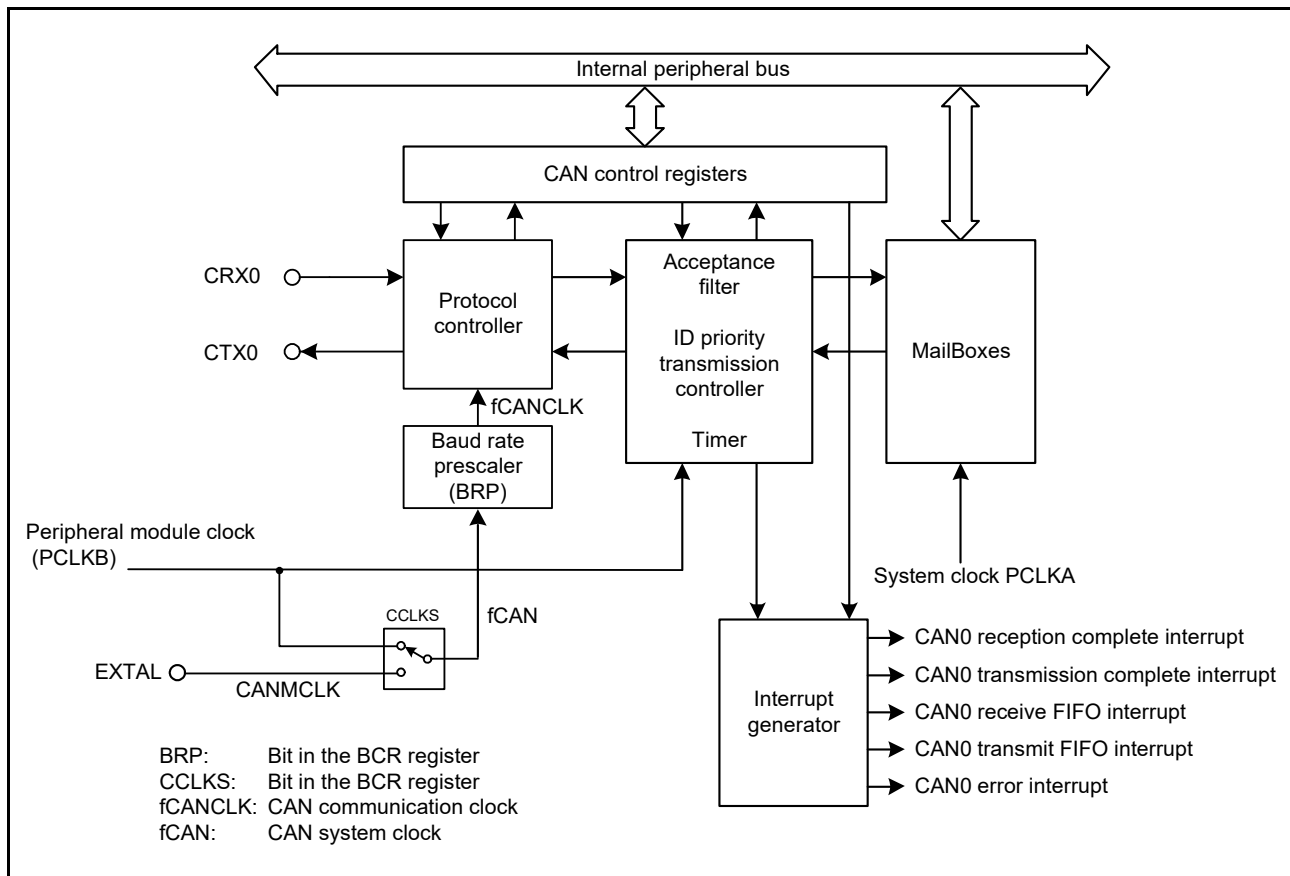 Internal peripheral bus
CAN control registers
CRX0
CTX0
Protocol
controller
Acceptance
filter
ID priority
transmission
controller
Timer
MailBoxes
fCANCLK
Baud rate
prescaler
(BRP)
Peripheral module clock
(PCLKB)
System clock PCLKA
CCLKS
fCAN
EXTAL
CANMCLK
Interrupt
generator
CAN0 reception complete interrupt
CAN0 transmission complete interrupt
CAN0 receive FIFO interrupt
CAN0 transmit FIFO interrupt
CAN0 error interrupt
BRP: Bit in the BCR register
CCLKS: Bit in the BCR register
fCANCLK: CAN communication clock
fCAN: CAN system clock